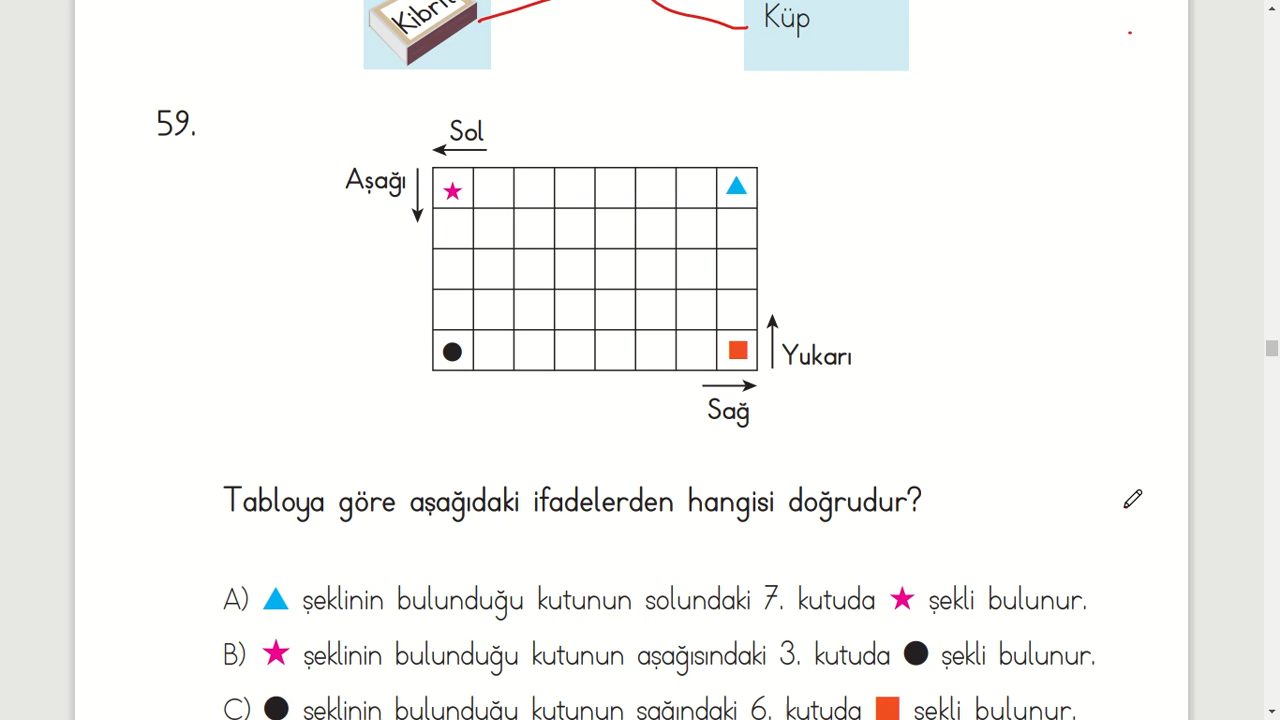 Kibrit
Küp
59.
Sol
Aşağı
Yukarı
Sağ
Tabloya göre aşağıdaki ifadelerden hangisi doğrudur?
A) şeklinin bulunduğu kutunun solundaki 7. kutuda şekli bulunur.
B) şeklinin bulunduğu kutunun aşağısındaki 3. kutuda şekli bulunur.
C) şeklinin bulunduğu kutunun sağındaki 6. kutuda şekli bulunur.